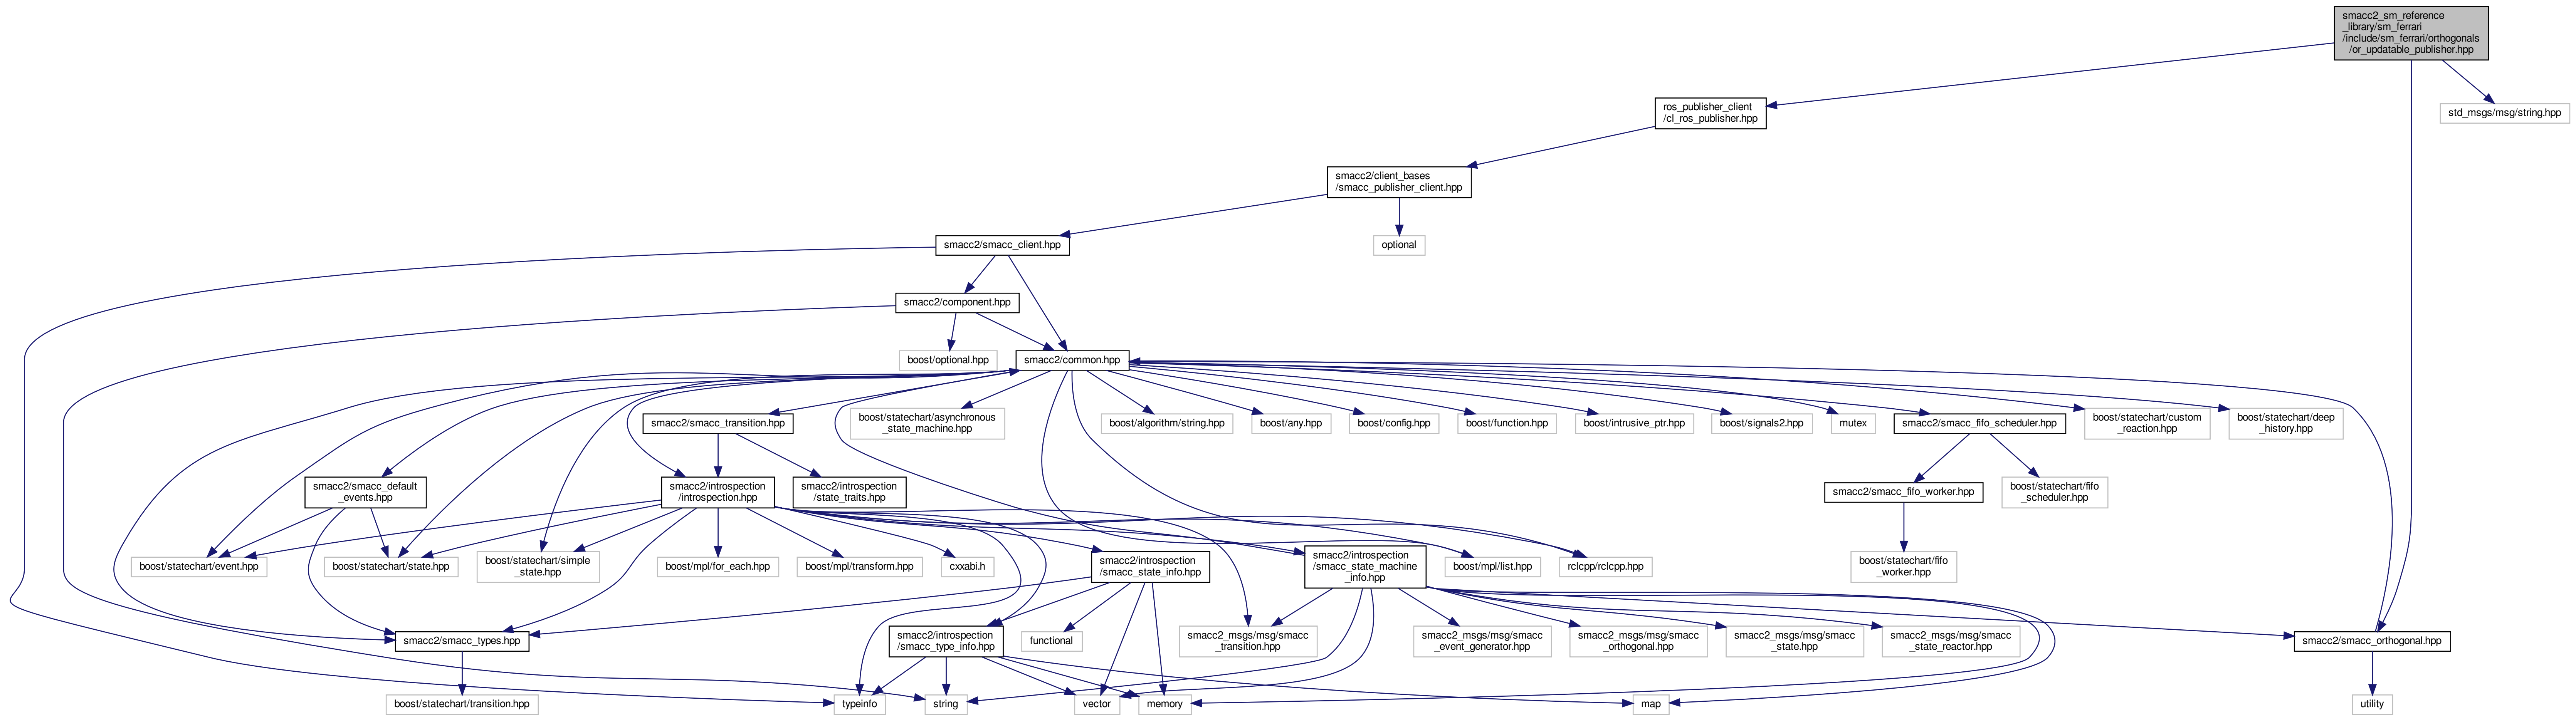 smacc2_sm_reference
_library/sm_ferrari
/include/sm_ferrari/orthogonals
/or_updatable_publisher.hpp
ros_publisher_client
/cl_ros_publisher.hpp
std_msgs/msg/string.hpp
smacc2/client_bases
/smacc_publisher_client.hpp
smacc2/smacc_client.hpp
optional
smacc2/component.hpp
boost/optional.hpp
smacc2/common.hpp
smacc2/smacc_transition.hpp
boost/statechart/asynchronous
_state_machine.hpp
boost/algorithm/string.hpp
boost/any.hpp
boost/config.hpp
boost/function.hpp
boost/intrusive_ptr.hpp
boost/signals2.hpp
mutex
smacc2/smacc_fifo_scheduler.hpp
boost/statechart/custom
_reaction.hpp
boost/statechart/deep
_history.hpp
smacc2/smacc_default
_events.hpp
smacc2/introspection
/introspection.hpp
smacc2/introspection
/state_traits.hpp
smacc2/smacc_fifo_worker.hpp
boost/statechart/fifo
_scheduler.hpp
boost/statechart/event.hpp
boost/statechart/state.hpp
boost/statechart/simple
_state.hpp
boost/mpl/for_each.hpp
boost/mpl/transform.hpp
cxxabi.h
smacc2/introspection
/smacc_state_info.hpp
smacc2/introspection
/smacc_state_machine
_info.hpp
boost/mpl/list.hpp
rclcpp/rclcpp.hpp
boost/statechart/fifo
_worker.hpp
smacc2/smacc_types.hpp
smacc2/introspection
/smacc_type_info.hpp
functional
smacc2_msgs/msg/smacc
_transition.hpp
smacc2_msgs/msg/smacc
_event_generator.hpp
smacc2_msgs/msg/smacc
_orthogonal.hpp
smacc2_msgs/msg/smacc
_state.hpp
smacc2_msgs/msg/smacc
_state_reactor.hpp
smacc2/smacc_orthogonal.hpp
boost/statechart/transition.hpp
typeinfo
string
vector
memory
map
utility